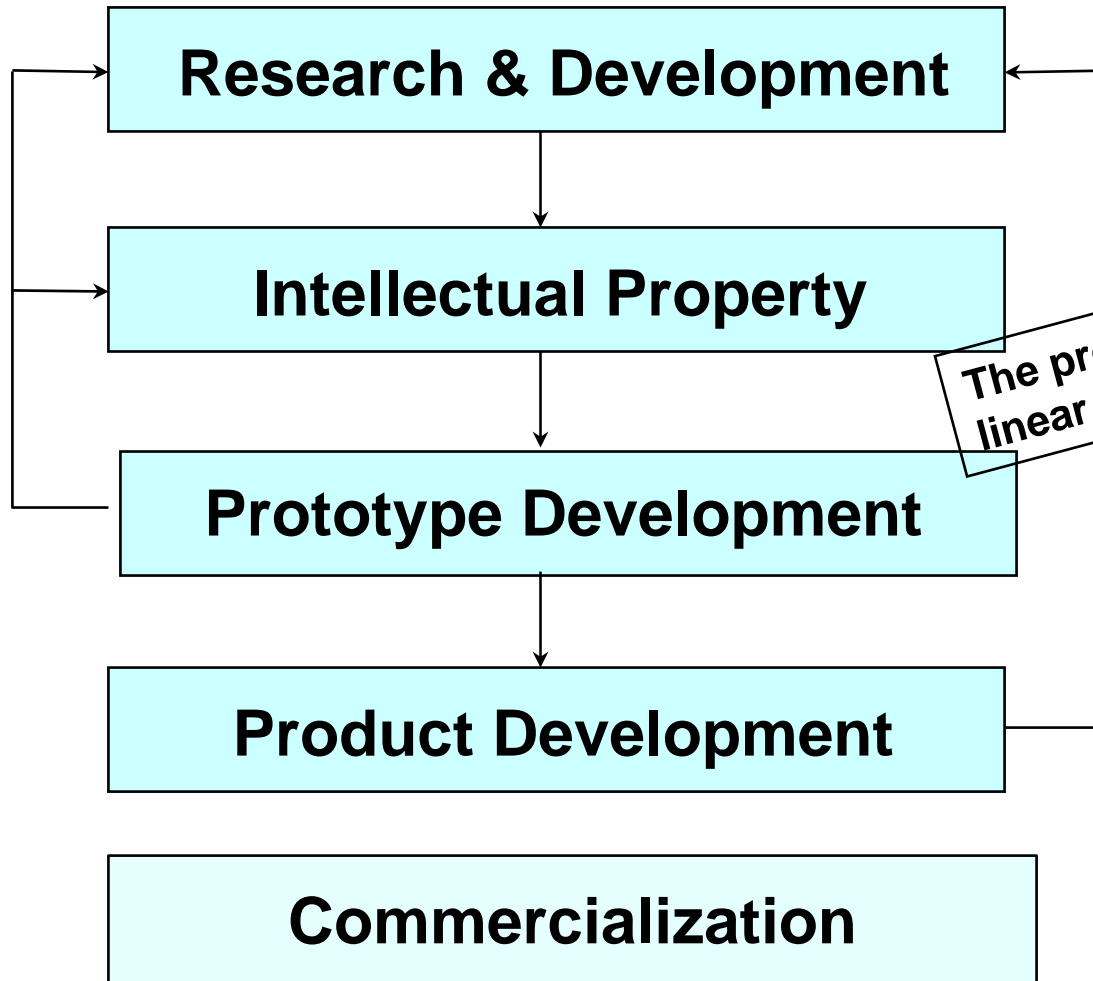 Research & Development
Intellectual Property
The
linear
Prototype Development
Product Development
Commercialization